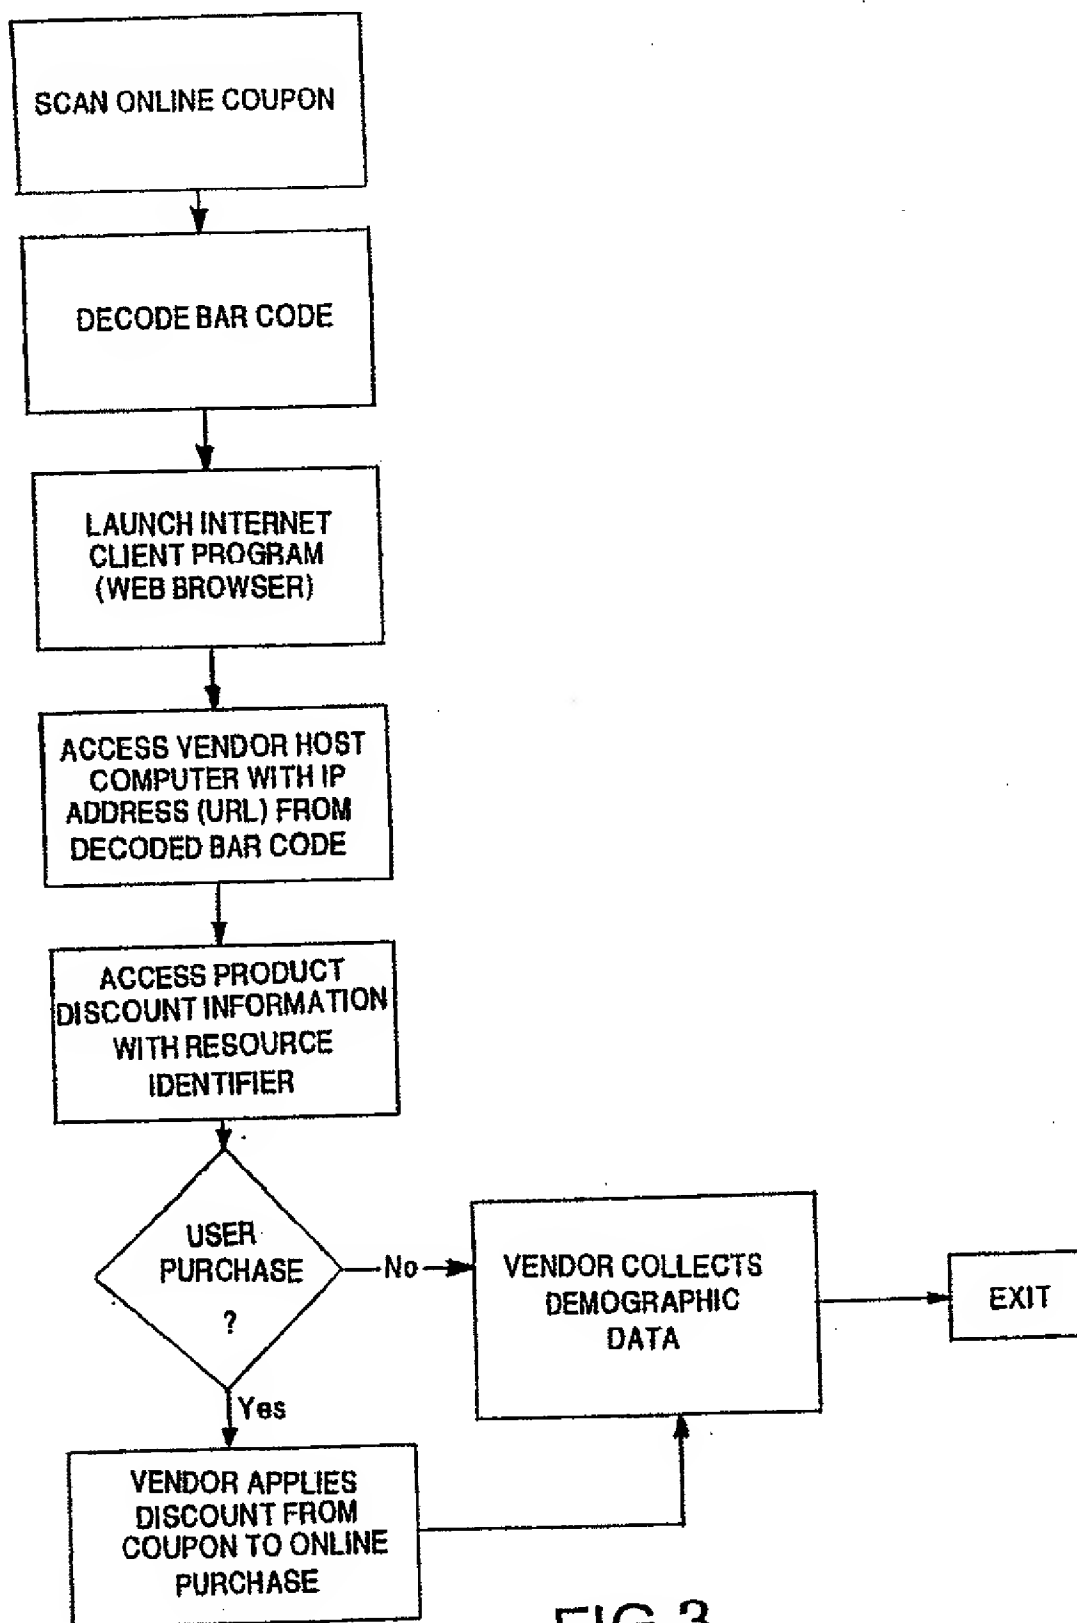 SCAN ONLINE COUPON
DECODE BAR CODE
LAUNCH INTERNET
CLIENT PROGRAM
(WEB BROWSER)
ACCESS VENDOR HOST
COMPUTER WITH IP
ADDRESS (URL) FROM
DECODED BAR CODE
ACCESS PRODUCT
DISCOUNT INFORMATION
WITH RESOURCE
IDENTIFIER
USER
PURCHASE
?
No
VENDOR COLLECTS
DEMOGRAPHIC
DATA
EXIT
Yes
VENDOR APPLIES
DISCOUNT FROM
COUPON TO ONLINE
PURCHASE
FIG.3